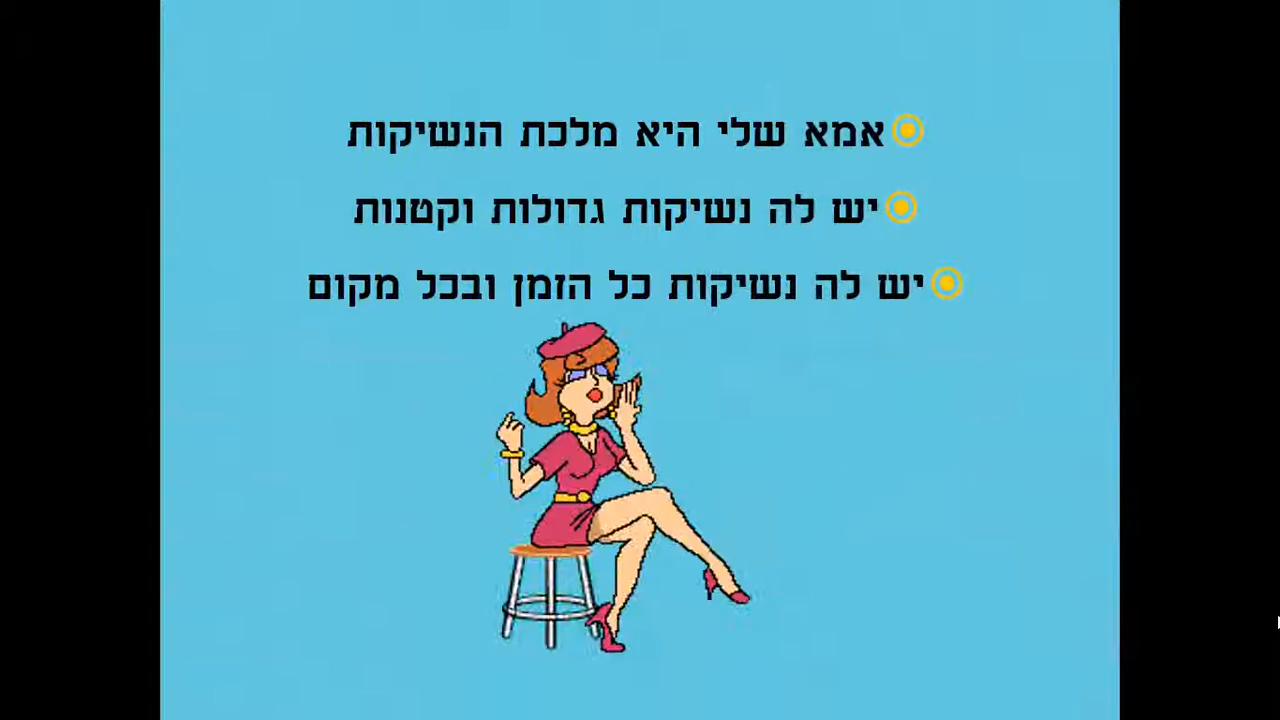 אמא שלי היא מלכת הנשיקות
יש לה נשיקות גדולות וקטנות
יש לה נשיקות כל הזמן ובכל מקום